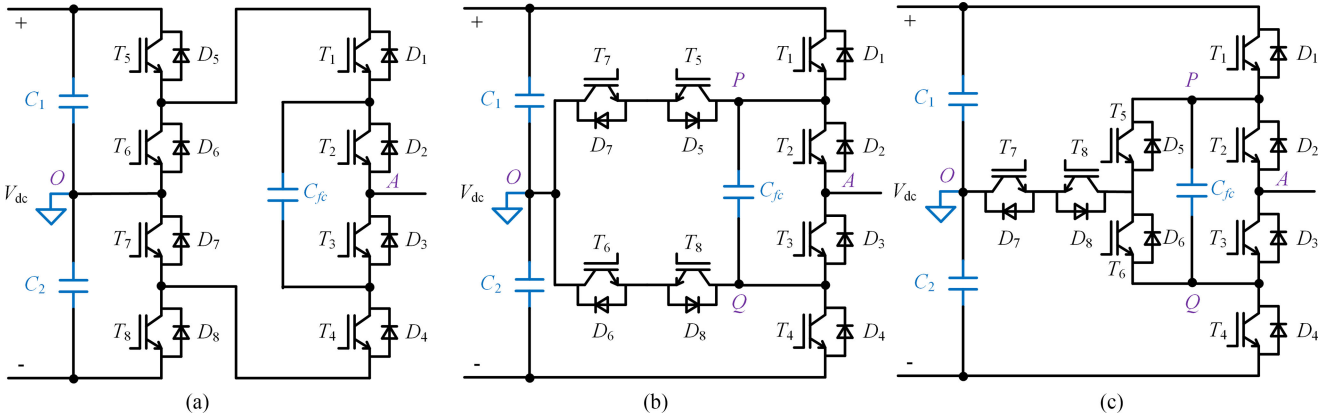 +
T5 D5
T1 D1
C1
T6 D6
T2 D2
O
Vdc
Cfc
A
T7 D7
T3 D3
C2
T8 D8
T4 D4
-
(a)
+
T7 T5
P
T1 D1
C1
D7 D5
T2 D2
O
Vdc
Cfc
A
T6 T8
T3 D3
C2
D6 D8
Q
T4 D4
-
(b)
+
T1 D1
P
C1
T5
D5
T2 D2
T7 T8
O
Vdc
Cfc
A
D7 D8
D6
T3 D3
T6
C2
Q
T4 D4
-
(c)